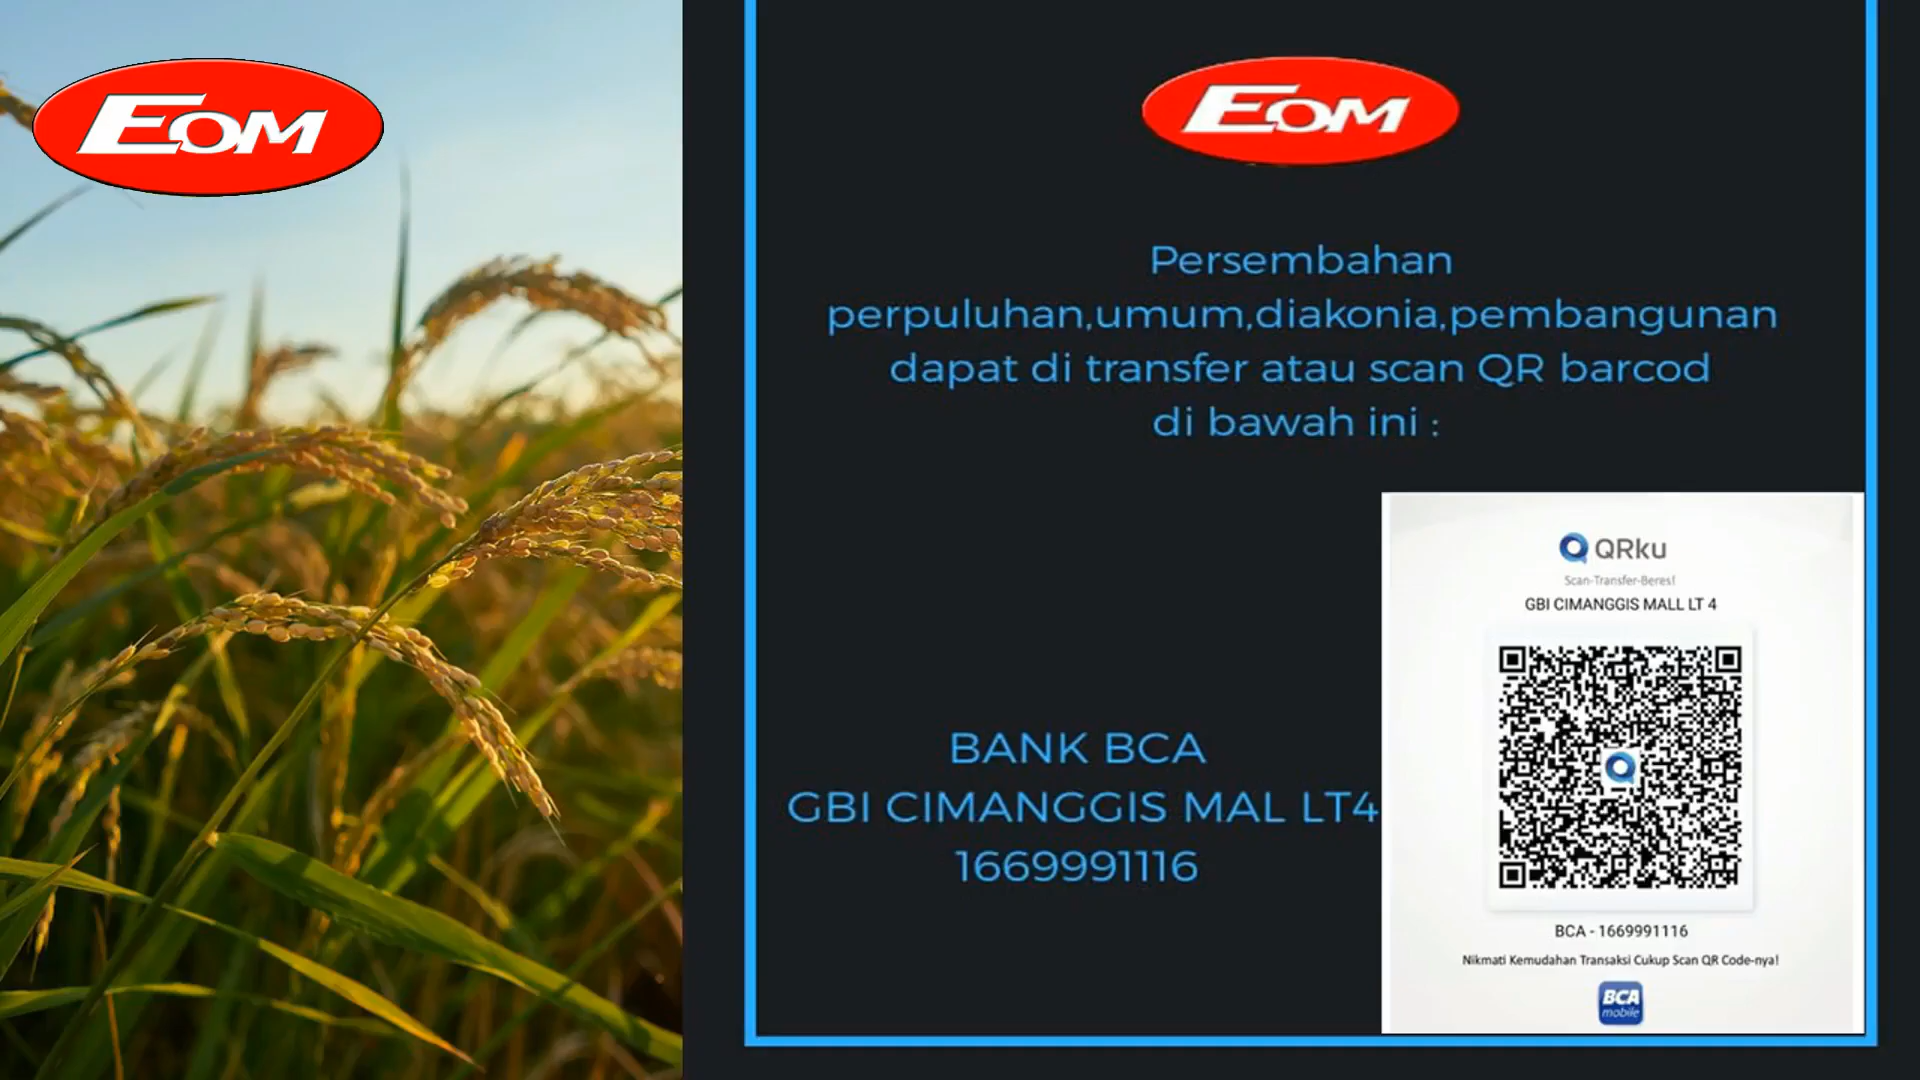 EOM
EOM
Persembahan
perpuluhan,umum,diakonia,pembangunan
dapat di transfer atau scan QR barcod
di bawah ini :
BANK BCA
GBI CIMANGGIS MAL LT4
1669991116
QRku
Scan-Transfer-Beres!
GBI CIMANGGIS MALL LT 4
BCA - 1669991116
Nikmati Kemudahan Transaksi Cukup Scan QR Code-nya!
BCA
mobile